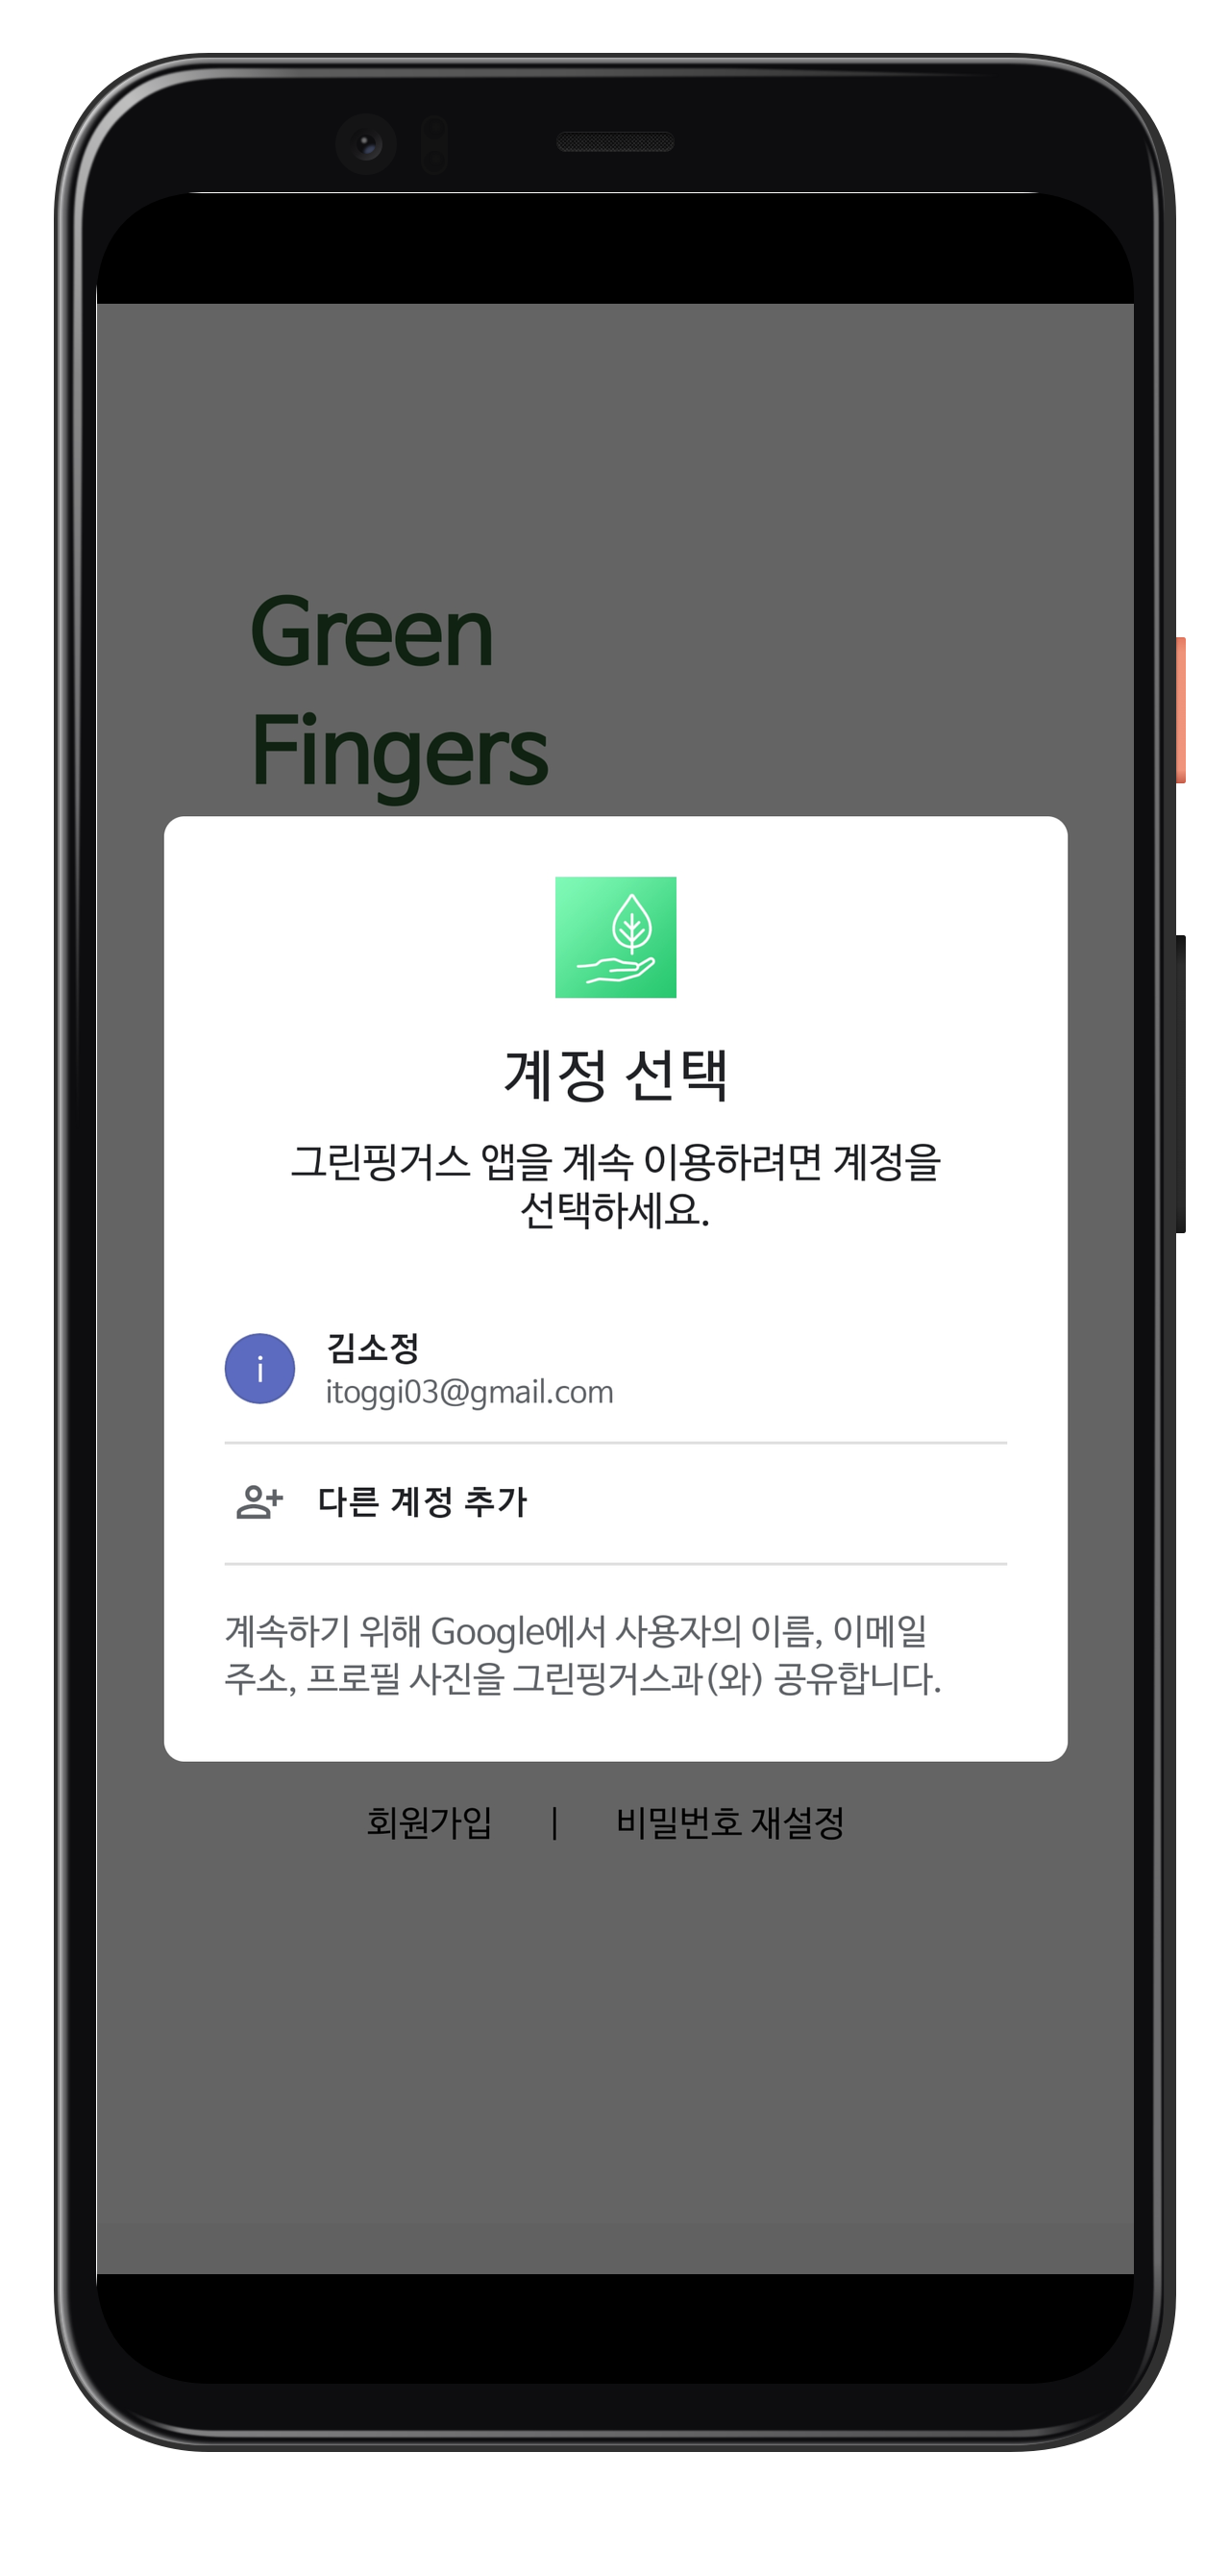 Green
Fingers
계정 선택
그린핑거스 앱을 계속 이용하려면 계정을
선택하세요.
i
김소정
itoggi03@gmail.com
다른 계정 추가
계속하기 위해 Google에서 사용자의 이름, 이메일
주소, 프로필 사진을 그린핑거스과(와) 공유합니다.
회원가입 | 비밀번호 재설정